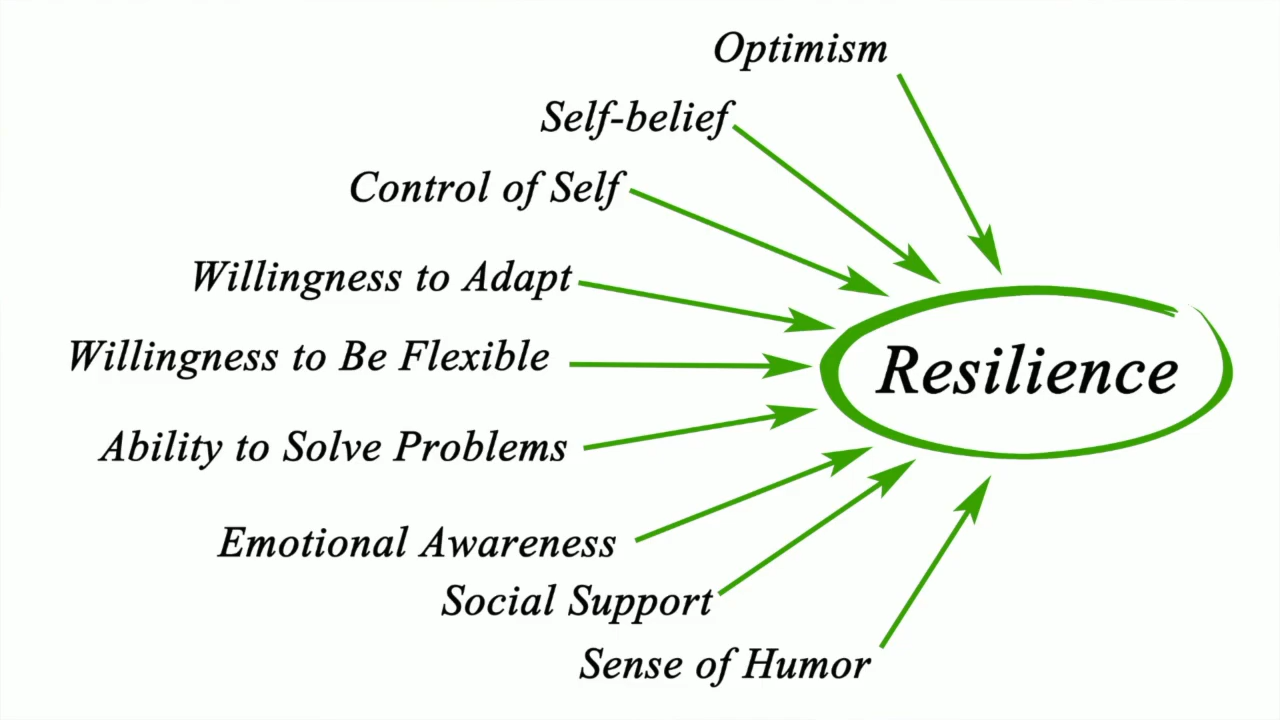 Optimism
Self-belief
Control of Self
Willingness to Adapt
Willingness to Be Flexible
Resilience
Ability to Solve Problems
Emotional Awareness
Social Support
Sense of Humor